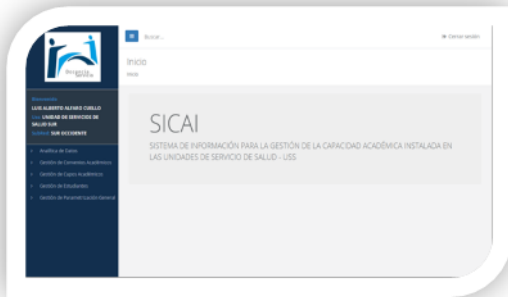 Docencia
Servicio
Buscar...
Cerrar sesión
Inicio
Inicio
Bienvenido
LUIS ALBERTO ALFARO CUELLO
UNIDAD DE SERVICIOS DE
SALUD SUR
SUR OCCIDENTE
Analítica de Datos
Gestión de Convenios Académicos
Gestión de Cupos Académicos
Gestión de Estudiantes
Gestión de Parametrización General
SICAI
SISTEMA DE INFORMACIÓN PARA LA GESTIÓN DE LA CAPACIDAD ACADÉMICA INSTALADA EN
LAS UNIDADES DE SERVICIO DE SALUD - USS